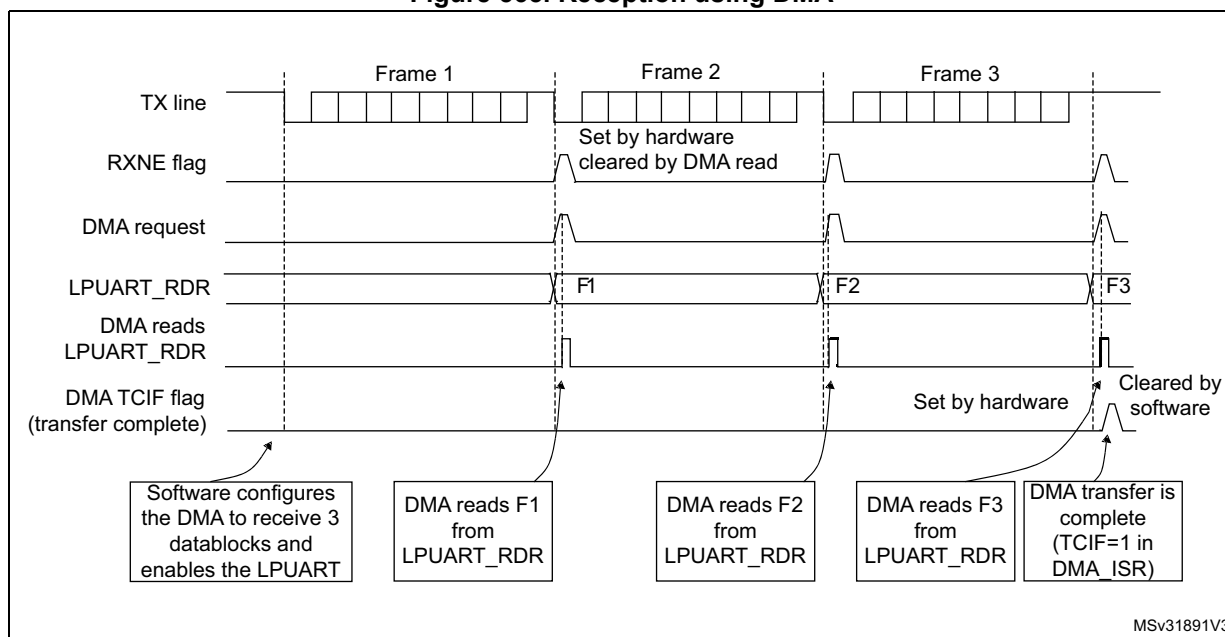 Figure Reception using DMA
Frame 1
Frame 2
Frame 3
TX line
Set by hardware
cleared by DMA read
RXNE flag
DMA request
LPUART_RDR
F1
F2
F3
DMA reads
LPUART_RDR
DMA TCIF flag
(transfer complete)
Set by hardware
Cleared by
software
Software configures
the DMA to receive 3
datablocks and
enables the LPUART
DMA reads F1
from
LPUART_RDR
DMA reads F2
from
LPUART_RDR
DMA reads F3
from
LPUART_RDR
DMA transfer is
complete
(TCIF=1 in
DMA_ISR)
MSv31891V3